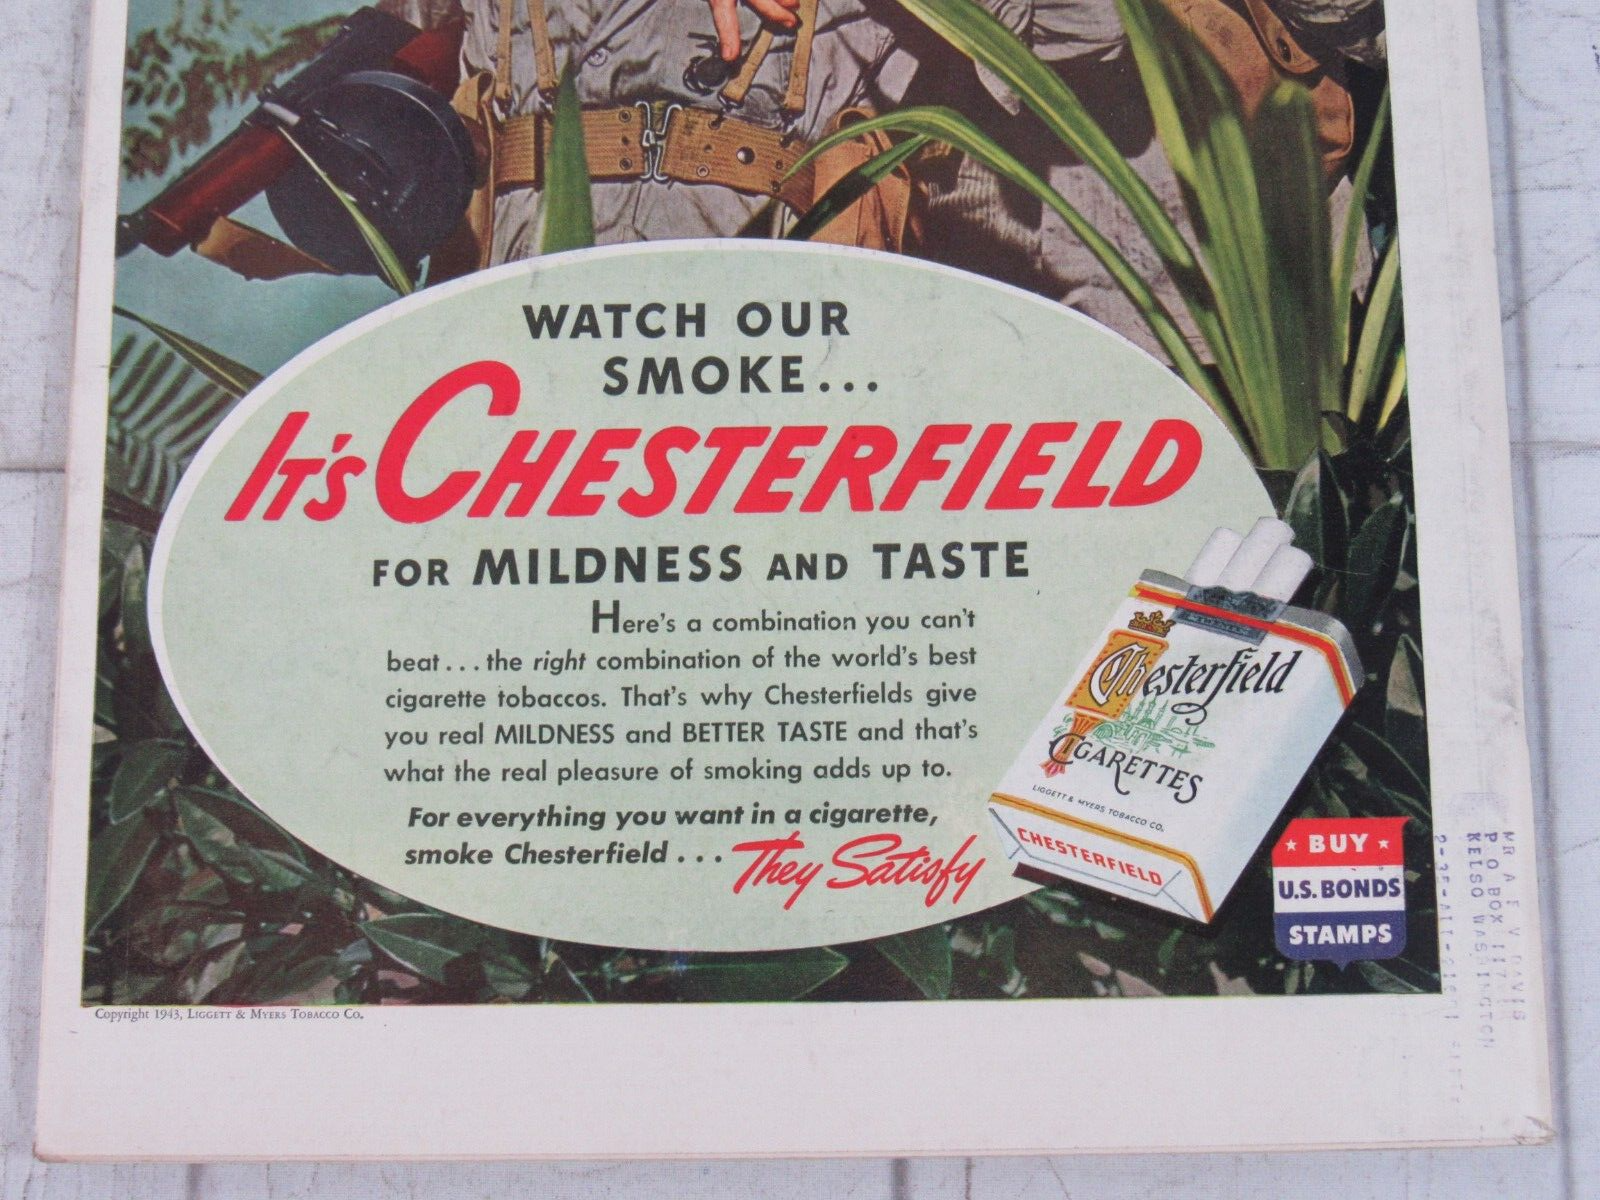 WATCH OUR
SMOKE...
IT'S CHESTERFIELD
FOR MILDNESS AND TASTE
Here's a combination you can't
beat...the right combination of the world's best
cigarette tobaccos. That's why Chesterfields give
you real MILDNESS and BETTER TASTE and that's
what the real pleasure of smoking adds up to.
For everything you want in a cigarette,
smoke Chesterfield... They Satisfy
Chesterfield
CIGARETTES
LIGGETT & MYERS TOBACCO CO.
CHESTERFIELD
BUY
U.S. BONDS
STAMPS
Copyright 1943, LIGGETT & MYERS TOBACCO CO.
MR A E V DAVIS
P O BOX 1117
KELSO WASHINGTON